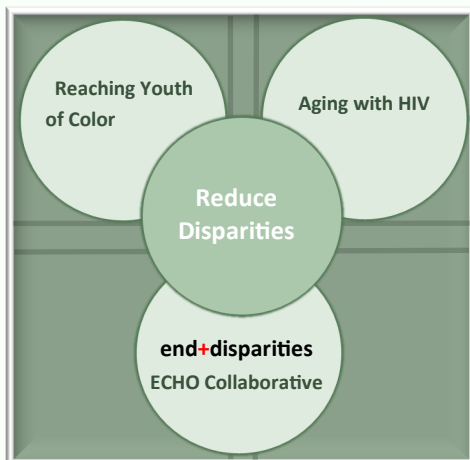 Reaching Youth
of Color
Aging with HIV
Reduce
Disparities
end+disparities
ECHO Collaborative